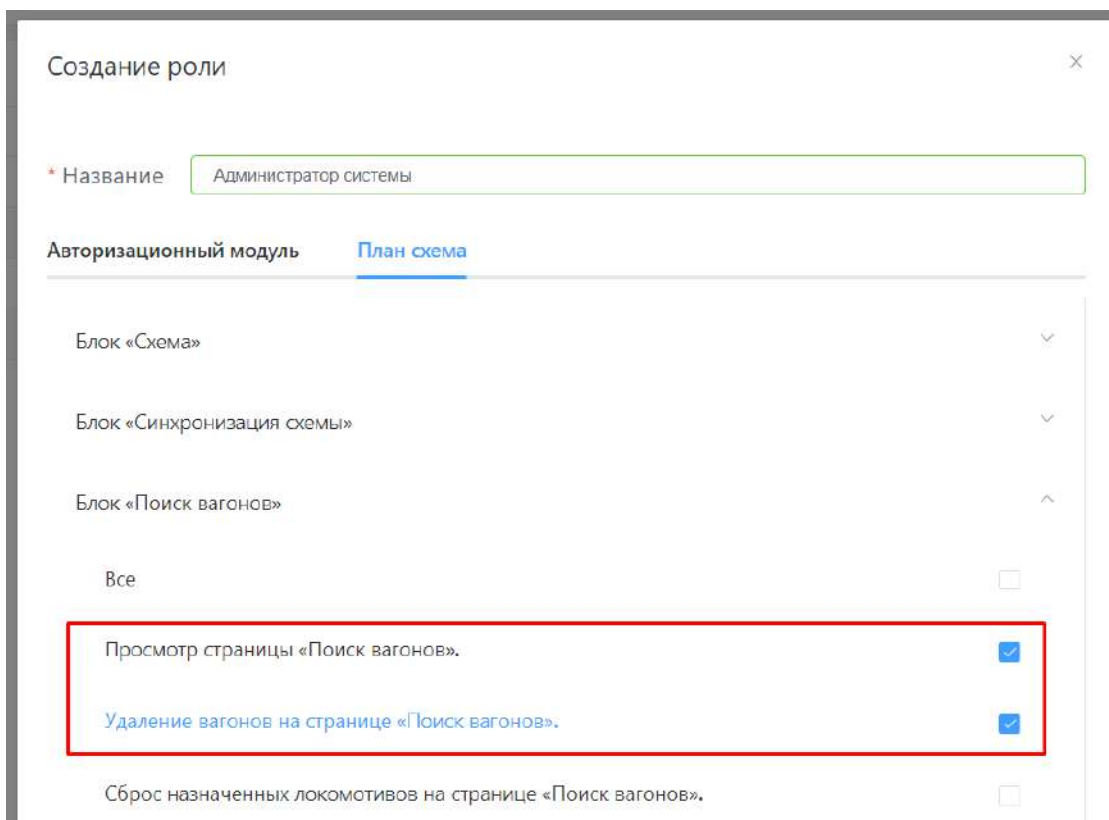 Создание роли
* Название
Администратор системы
Авторизационный модуль План схема
Блок «Схема»
Блок «Синхронизация схемы»
Блок «Поиск вагонов»
Все
Просмотр страницы «Поиск вагонов».
Удаление вагонов на странице «Поиск вагонов».
Сброс назначенных локомотивов на странице «Поиск вагонов».